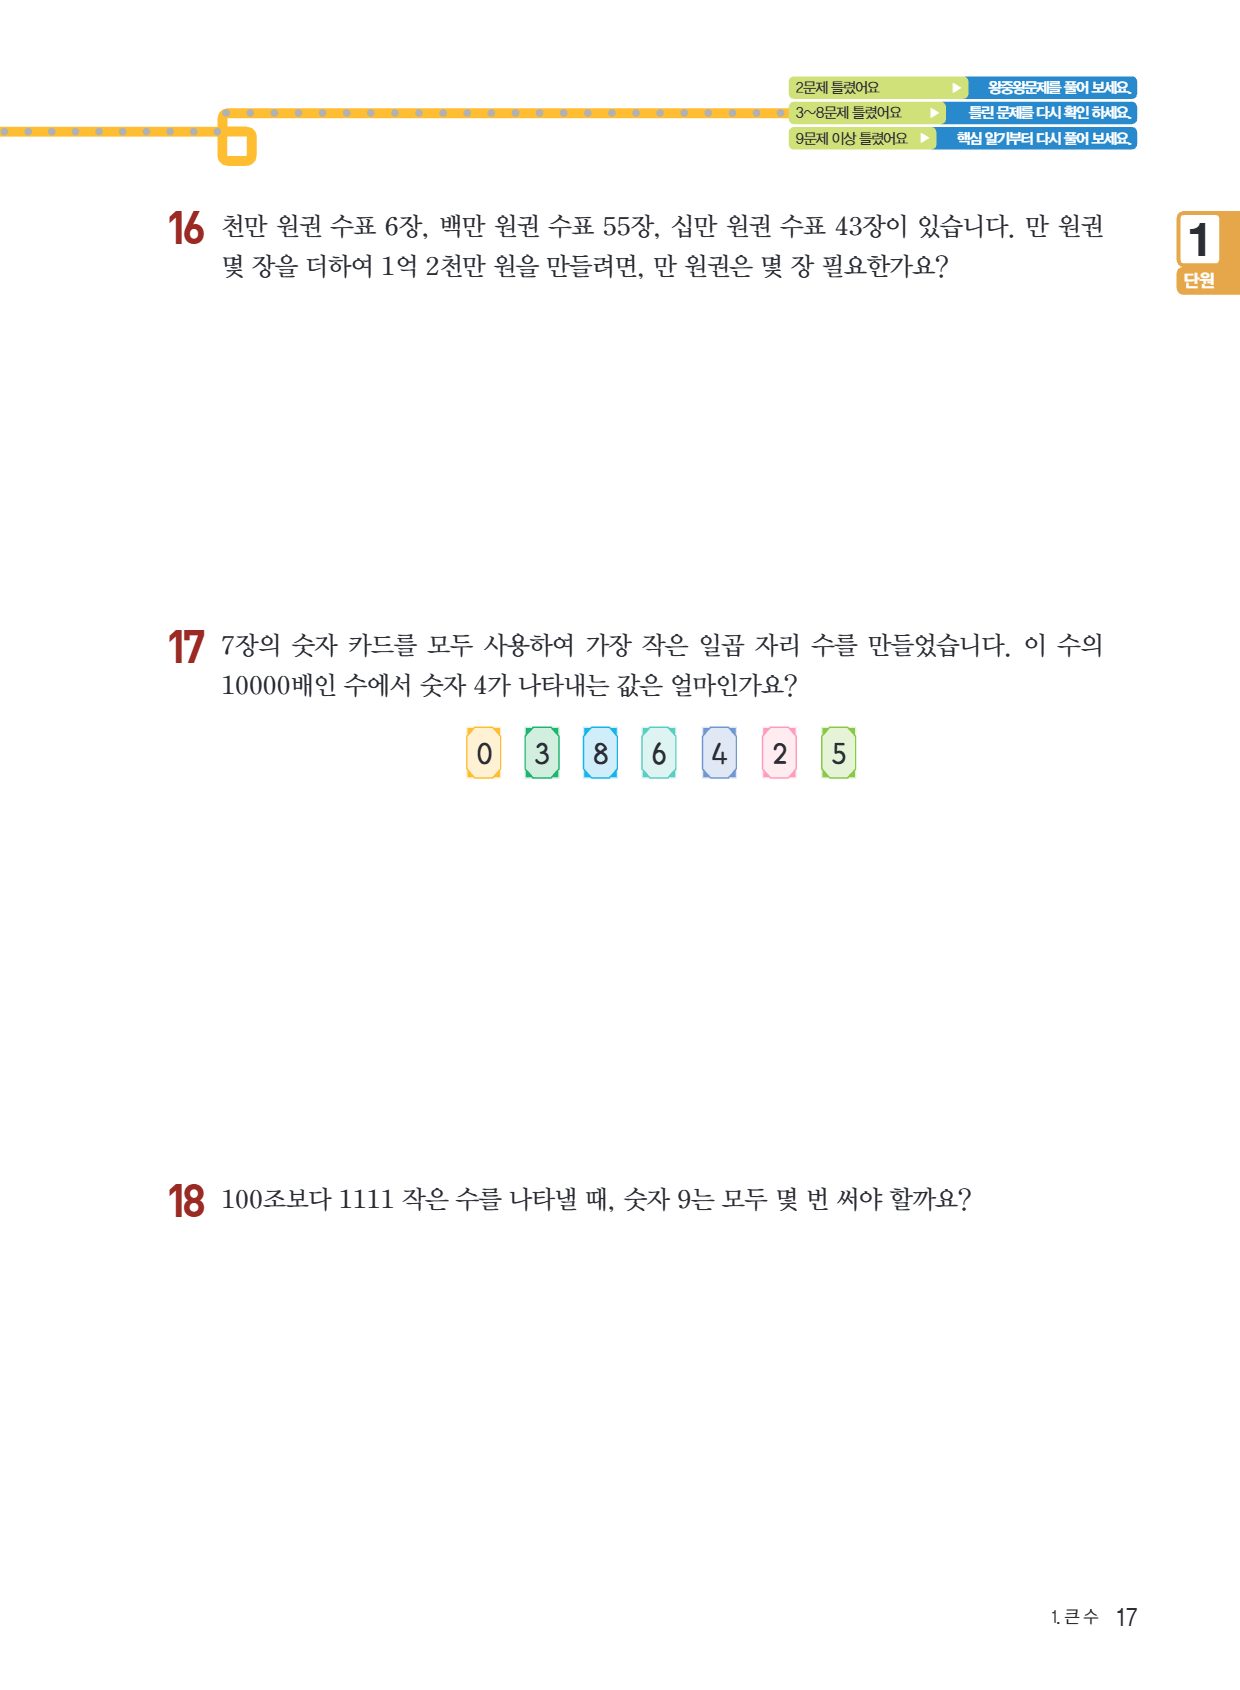 2문제 틀렸어요 ▶ 왕중왕문제를 풀어 보세요.
3~8문제 틀렸어요 ▶ 틀린 문제를 다시 확인 하세요.
9문제 이상 틀렸어요 ▶ 핵심 알기부터 다시 풀어 보세요.
1
단원
16 천만 원권 수표 6장, 백만 원권 수표 55장, 십만 원권 수표 43장이 있습니다. 만 원권
몇 장을 더하여 1억 2천만 원을 만들려면, 만 원권은 몇 장 필요한가요?
17 7장의 숫자 카드를 모두 사용하여 가장 작은 일곱 자리 수를 만들었습니다. 이 수의
10000배인 수에서 숫자 4가 나타내는 값은 얼마인가요?
0 3 8 6 4 2 5
18 100조보다 1111 작은 수를 나타낼 때, 숫자 9는 모두 몇 번 써야 할까요?
1. 큰 수 17